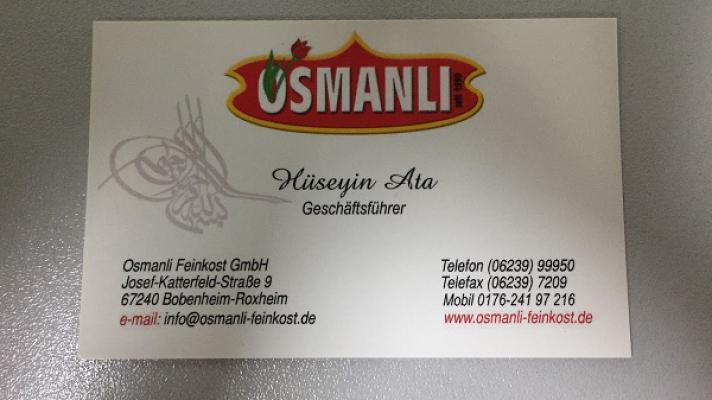 OSMANLI
seit 1990
Hüseyin Ata
Geschäftsführer
Osmanli Feinkost GmbH
Josef-Katterfeld-Straße 9
67240 Bobenheim-Roxheim
e-mail: info@osmanli-feinkost.de
Telefon (06239) 99950
Telefax (06239) 7209
Mobil 0176-241 97 216
www.osmanli-feinkost.de